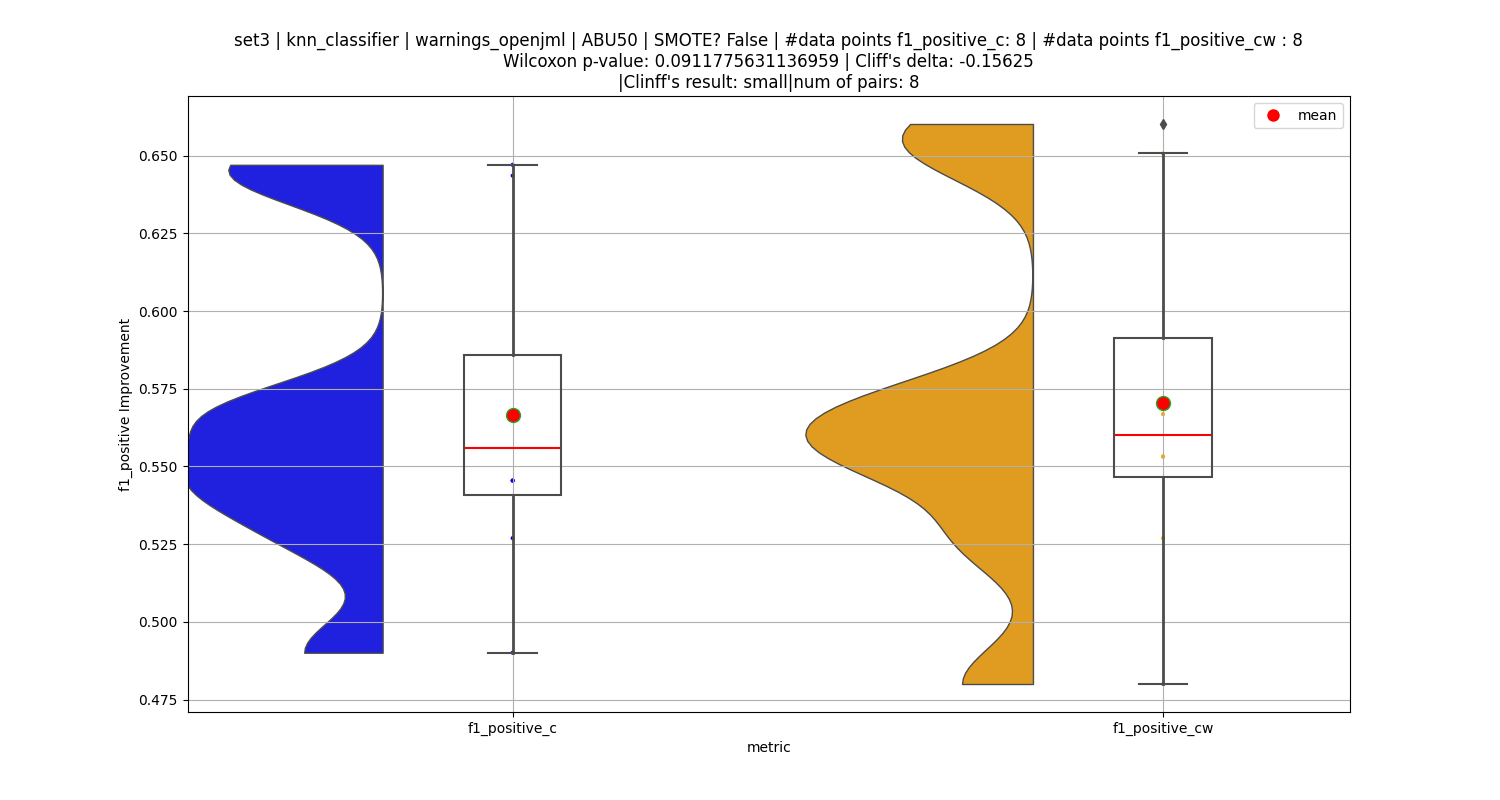 set3 | knn_classifier | warnings_openjml | ABU50 | SMOTE? False | #data points f1_positive_c: 8 | #data points f1_positive_cw : 8
Wilcoxon p-value: 0.0911775631136959 | Cliff's delta: -0.15625
|Clinff's result: small|num of pairs: 8
mean
0.650
0.625
0.600
0.575
0.550
0.525
0.500
0.475
f1_positive Improvement
f1_positive_c
f1_positive_cw
metric